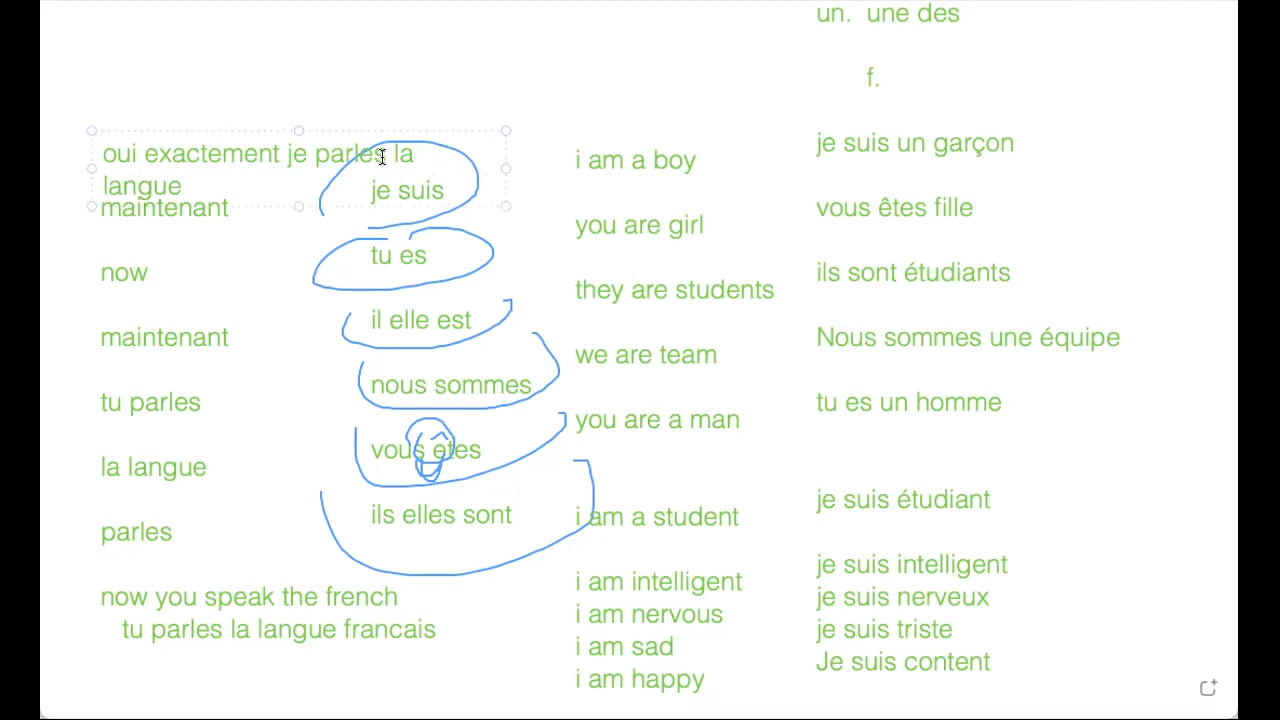 un. une des
f.
oui exactement je parles la
langue
maintenant
now
maintenant
tu parles
la langue
parles
now you speak the french
tu parles la langue francais
je suis
tu es
il elle est
nous sommes
vous etes
ils elles sont
i am a boy
you are girl
they are students
we are team
you are a man
i am a student
i am intelligent
i am nervous
i am sad
i am happy
je suis un garçon
vous êtes fille
ils sont étudiants
Nous sommes une équipe
tu es un homme
je suis étudiant
je suis intelligent
je suis nerveux
je suis triste
Je suis content